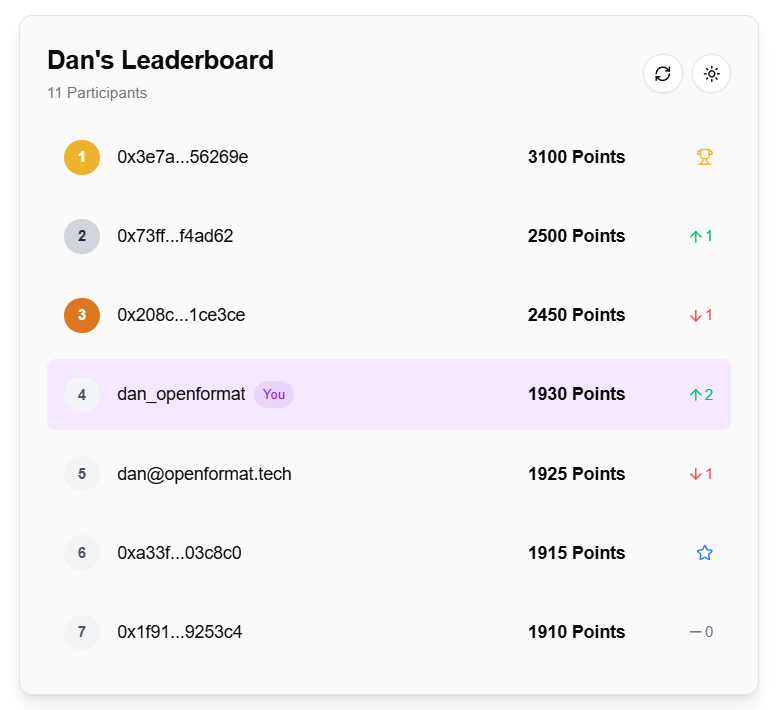 Dan's Leaderboard
11 Participants
1 0x3e7a...56269e 3100 Points
2 0x73ff...f4ad62 2500 Points ↑1
3 0x208c...1ce3ce 2450 Points ↓1
4 dan_openformat You 1930 Points ↑2
5 dan@openformat.tech 1925 Points ↓1
6 0xa33f...03c8c0 1915 Points
7 0x1f91...9253c4 1910 Points —0